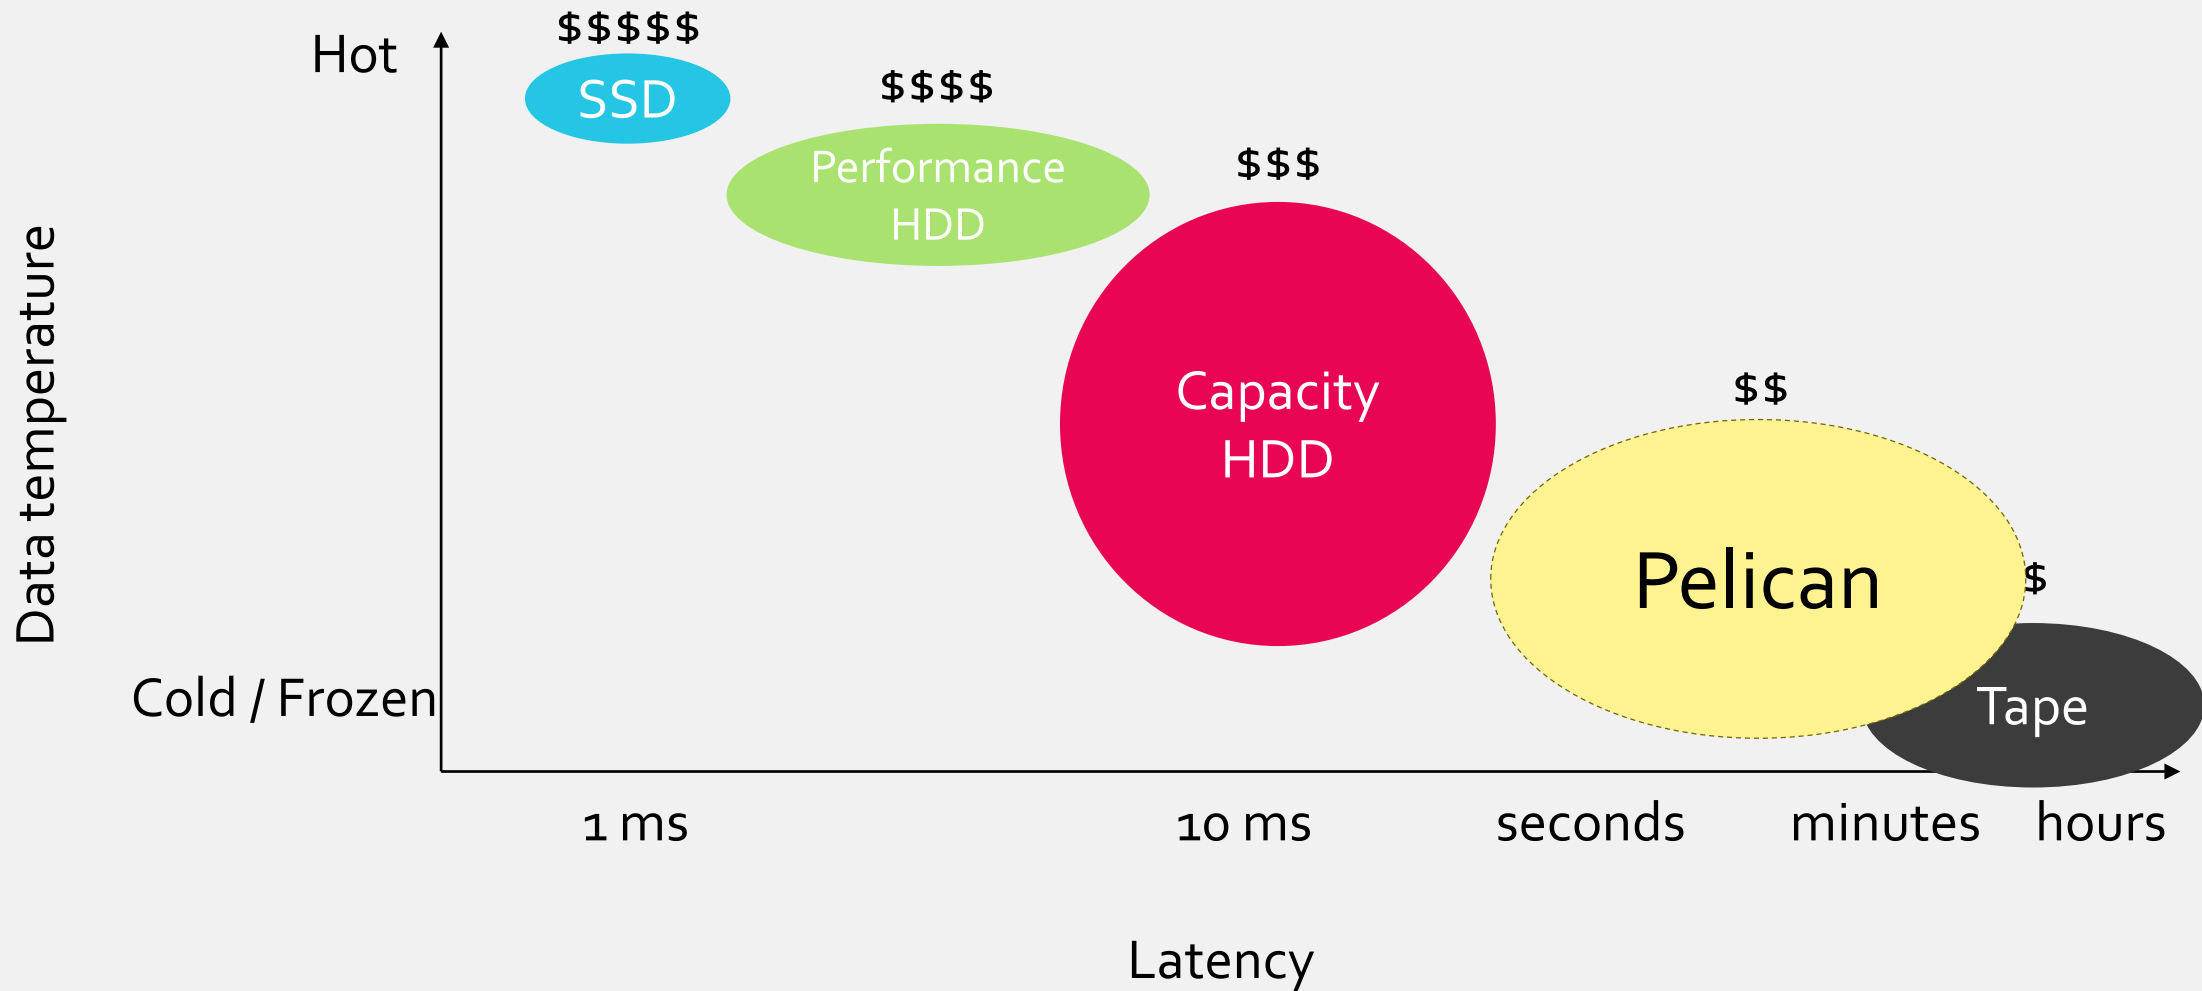 $$$$$
Hot
SSD
$$$$
Performance
HDD
$$$
Capacity
HDD
$$
Pelican
$
Tape
Data temperature
Cold / Frozen
1 ms
10 ms
seconds
minutes
hours
Latency